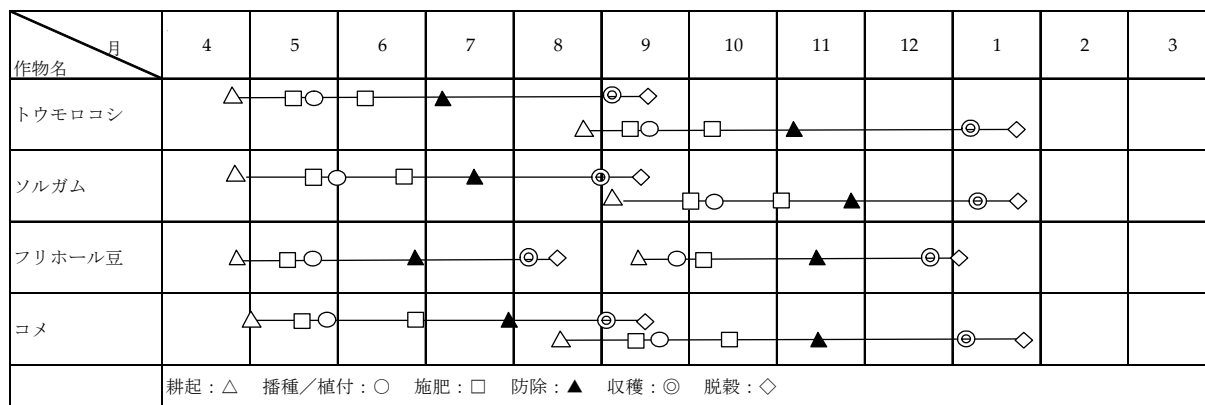 月
作物名
4 5 6 7 8 9 10 11 12 1 2 3
トウモロコシ
ソルガム
フリホール豆
コメ
耕起：△ 播種／植付：○ 施肥：□ 防除：▲ 収穫：◎ 脱穀：◇